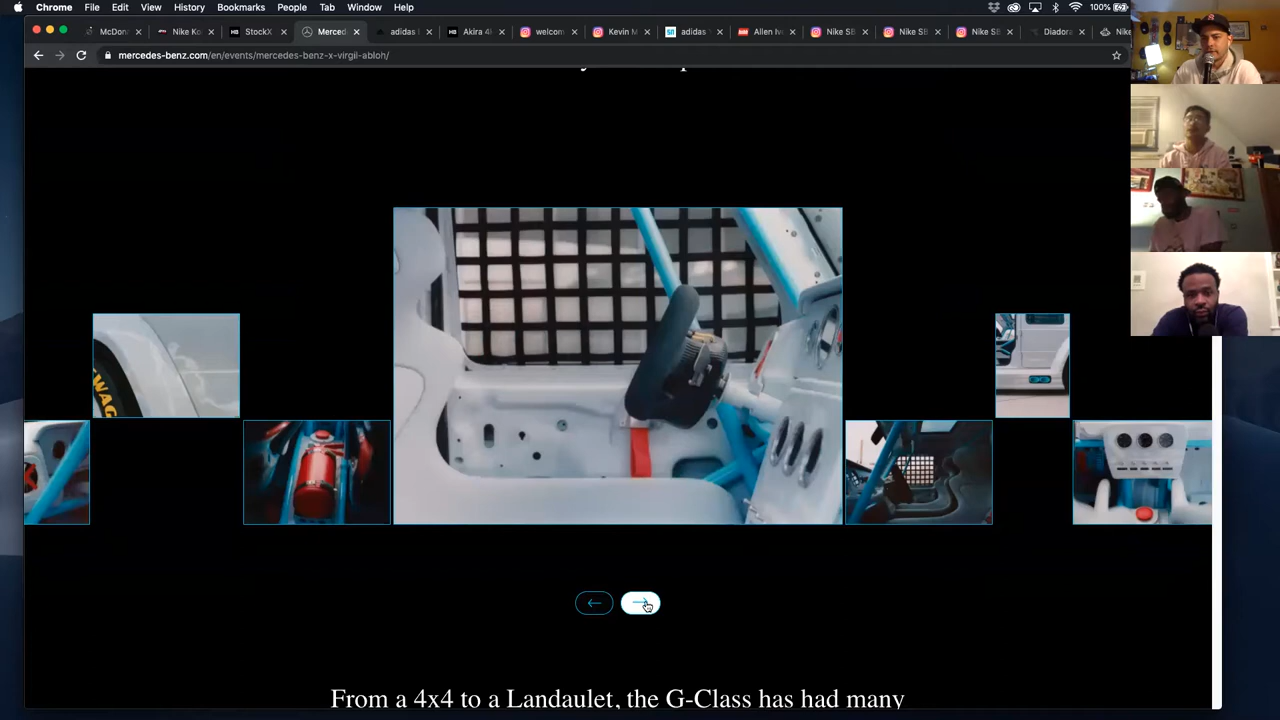 Chrome File Edit View History Bookmarks People Tab Window Help 100%
McDon Nike Ko StockX Merced adidas Akira 4 welcom Kevin M adidas Allen Ive Nike SB Nike SB Nike SB Diadora Nike
mercedes-benz.com/en/events/mercedes-benz-x-virgil-abloh/
From a 4x4 to a Landaulet, the G-Class has had many